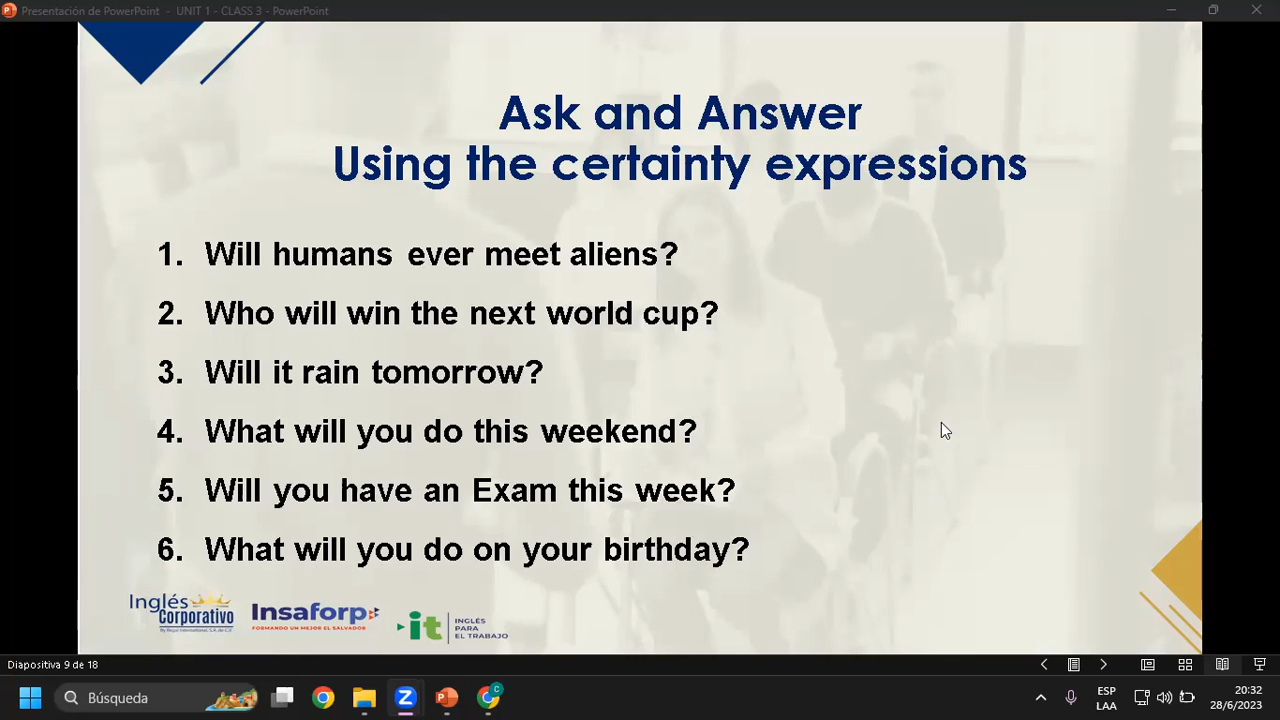 Presentación de PowerPoint - UNIT 1 - CLASS 3 - PowerPoint
Ask and Answer
Using the certainty expressions
1. Will humans ever meet aliens?
2. Who will win the next world cup?
3. Will it rain tomorrow?
4. What will you do this weekend?
5. Will you have an Exam this week?
6. What will you do on your birthday?
Inglés
Corporativo
By Royal International, S.A. de C.V.
Insaforp
FORMANDO UN MEJOR EL SALVADOR
it
INGLÉS
PARA
EL TRABAJO
Diapositiva 9 de 18
Búsqueda
ESP
LAA
20:32
28/6/2023